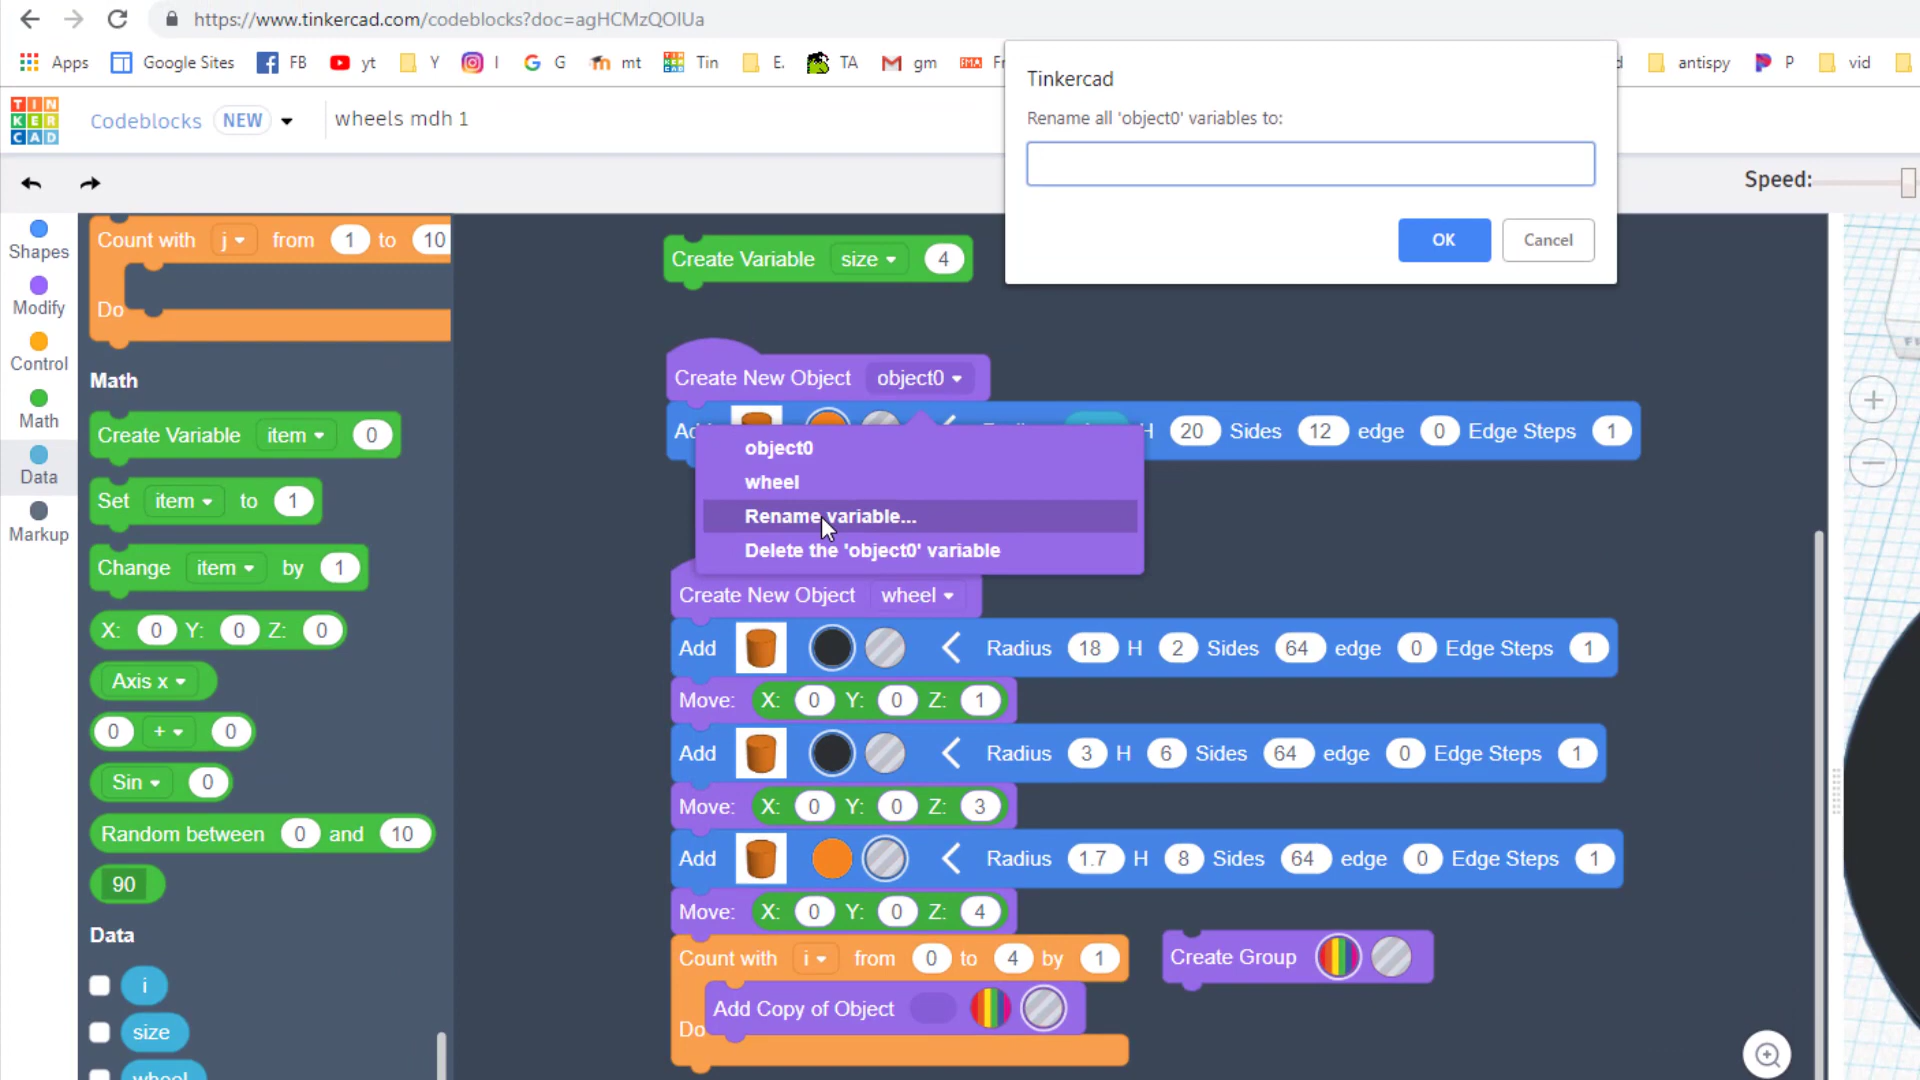 https://www.tinkercad.com/codeblocks?doc=agHCMzQOIUa
Apps Google Sites FB yt Y I G mt Tin E. TA gm antispy P vid
Tinkercad
Rename all 'object0' variables to:
OK Cancel
TIN
KER
CAD
Codeblocks NEW wheels mdh 1
Speed:
Shapes
Modify
Control
Math
Data
Markup
Count with j from 1 to 10
Do
Math
Create Variable item 0
Set item to 1
Change item by 1
X: 0 Y: 0 Z: 0
Axis x
0 + 0
Sin 0
Random between 0 and 10
90
Data
i
size
wheel
Create Variable size 4
Create New Object object0
H 20 Sides 12 edge 0 Edge Steps 1
object0
wheel
Rename variable...
Delete the 'object0' variable
Create New Object wheel
Add Radius 18 H 2 Sides 64 edge 0 Edge Steps 1
Move: X: 0 Y: 0 Z: 1
Add Radius 3 H 6 Sides 64 edge 0 Edge Steps 1
Move: X: 0 Y: 0 Z: 3
Add Radius 1.7 H 8 Sides 64 edge 0 Edge Steps 1
Move: X: 0 Y: 0 Z: 4
Count with i from 0 to 4 by 1
Add Copy of Object
Do
Create Group